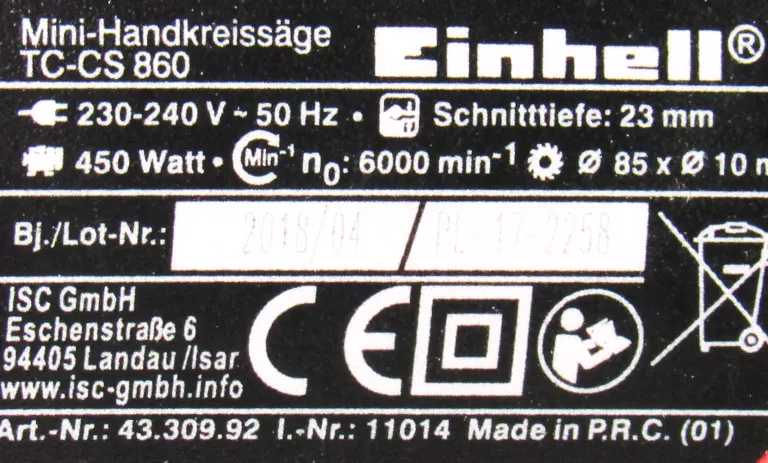 Mini-Handkreissäge
TC-CS 860
Einhell®
230-240 V ~ 50 Hz • Schnitttiefe: 23 mm
450 Watt • Min⁻¹ n₀: 6000 min⁻¹ Ø 85 x Ø 10 m
Bj./Lot-Nr.: 2018/04 / PL-17-2258
ISC GmbH
Eschenstraße 6
94405 Landau /Isar
www.isc-gmbh.info
CE
Art.-Nr.: 43.309.92 I.-Nr.: 11014 Made in P.R.C. (01)